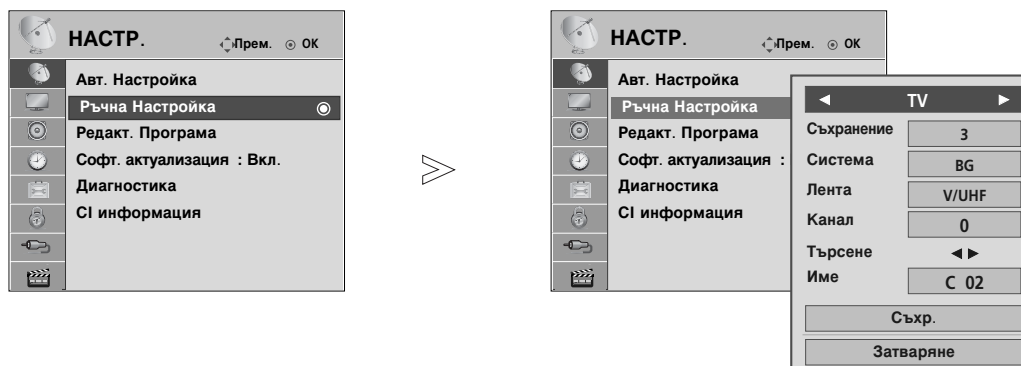 НАСТР.
Прем. OK
Авт. Настройка
Ръчна Настройка
Редакт. Програма
Софт. актуализация : Вкл.
Диагностика
CI информация
НАСТР.
Прем. OK
Авт. Настройка
Ръчна Настройка
Редакт. Програма
Софт. актуализация :
Диагностика
CI информация
◄ TV ►
Съхранение 3
Система BG
Лента V/UHF
Канал 0
Търсене ◄ ►
Име C 02
Съхр.
Затваряне